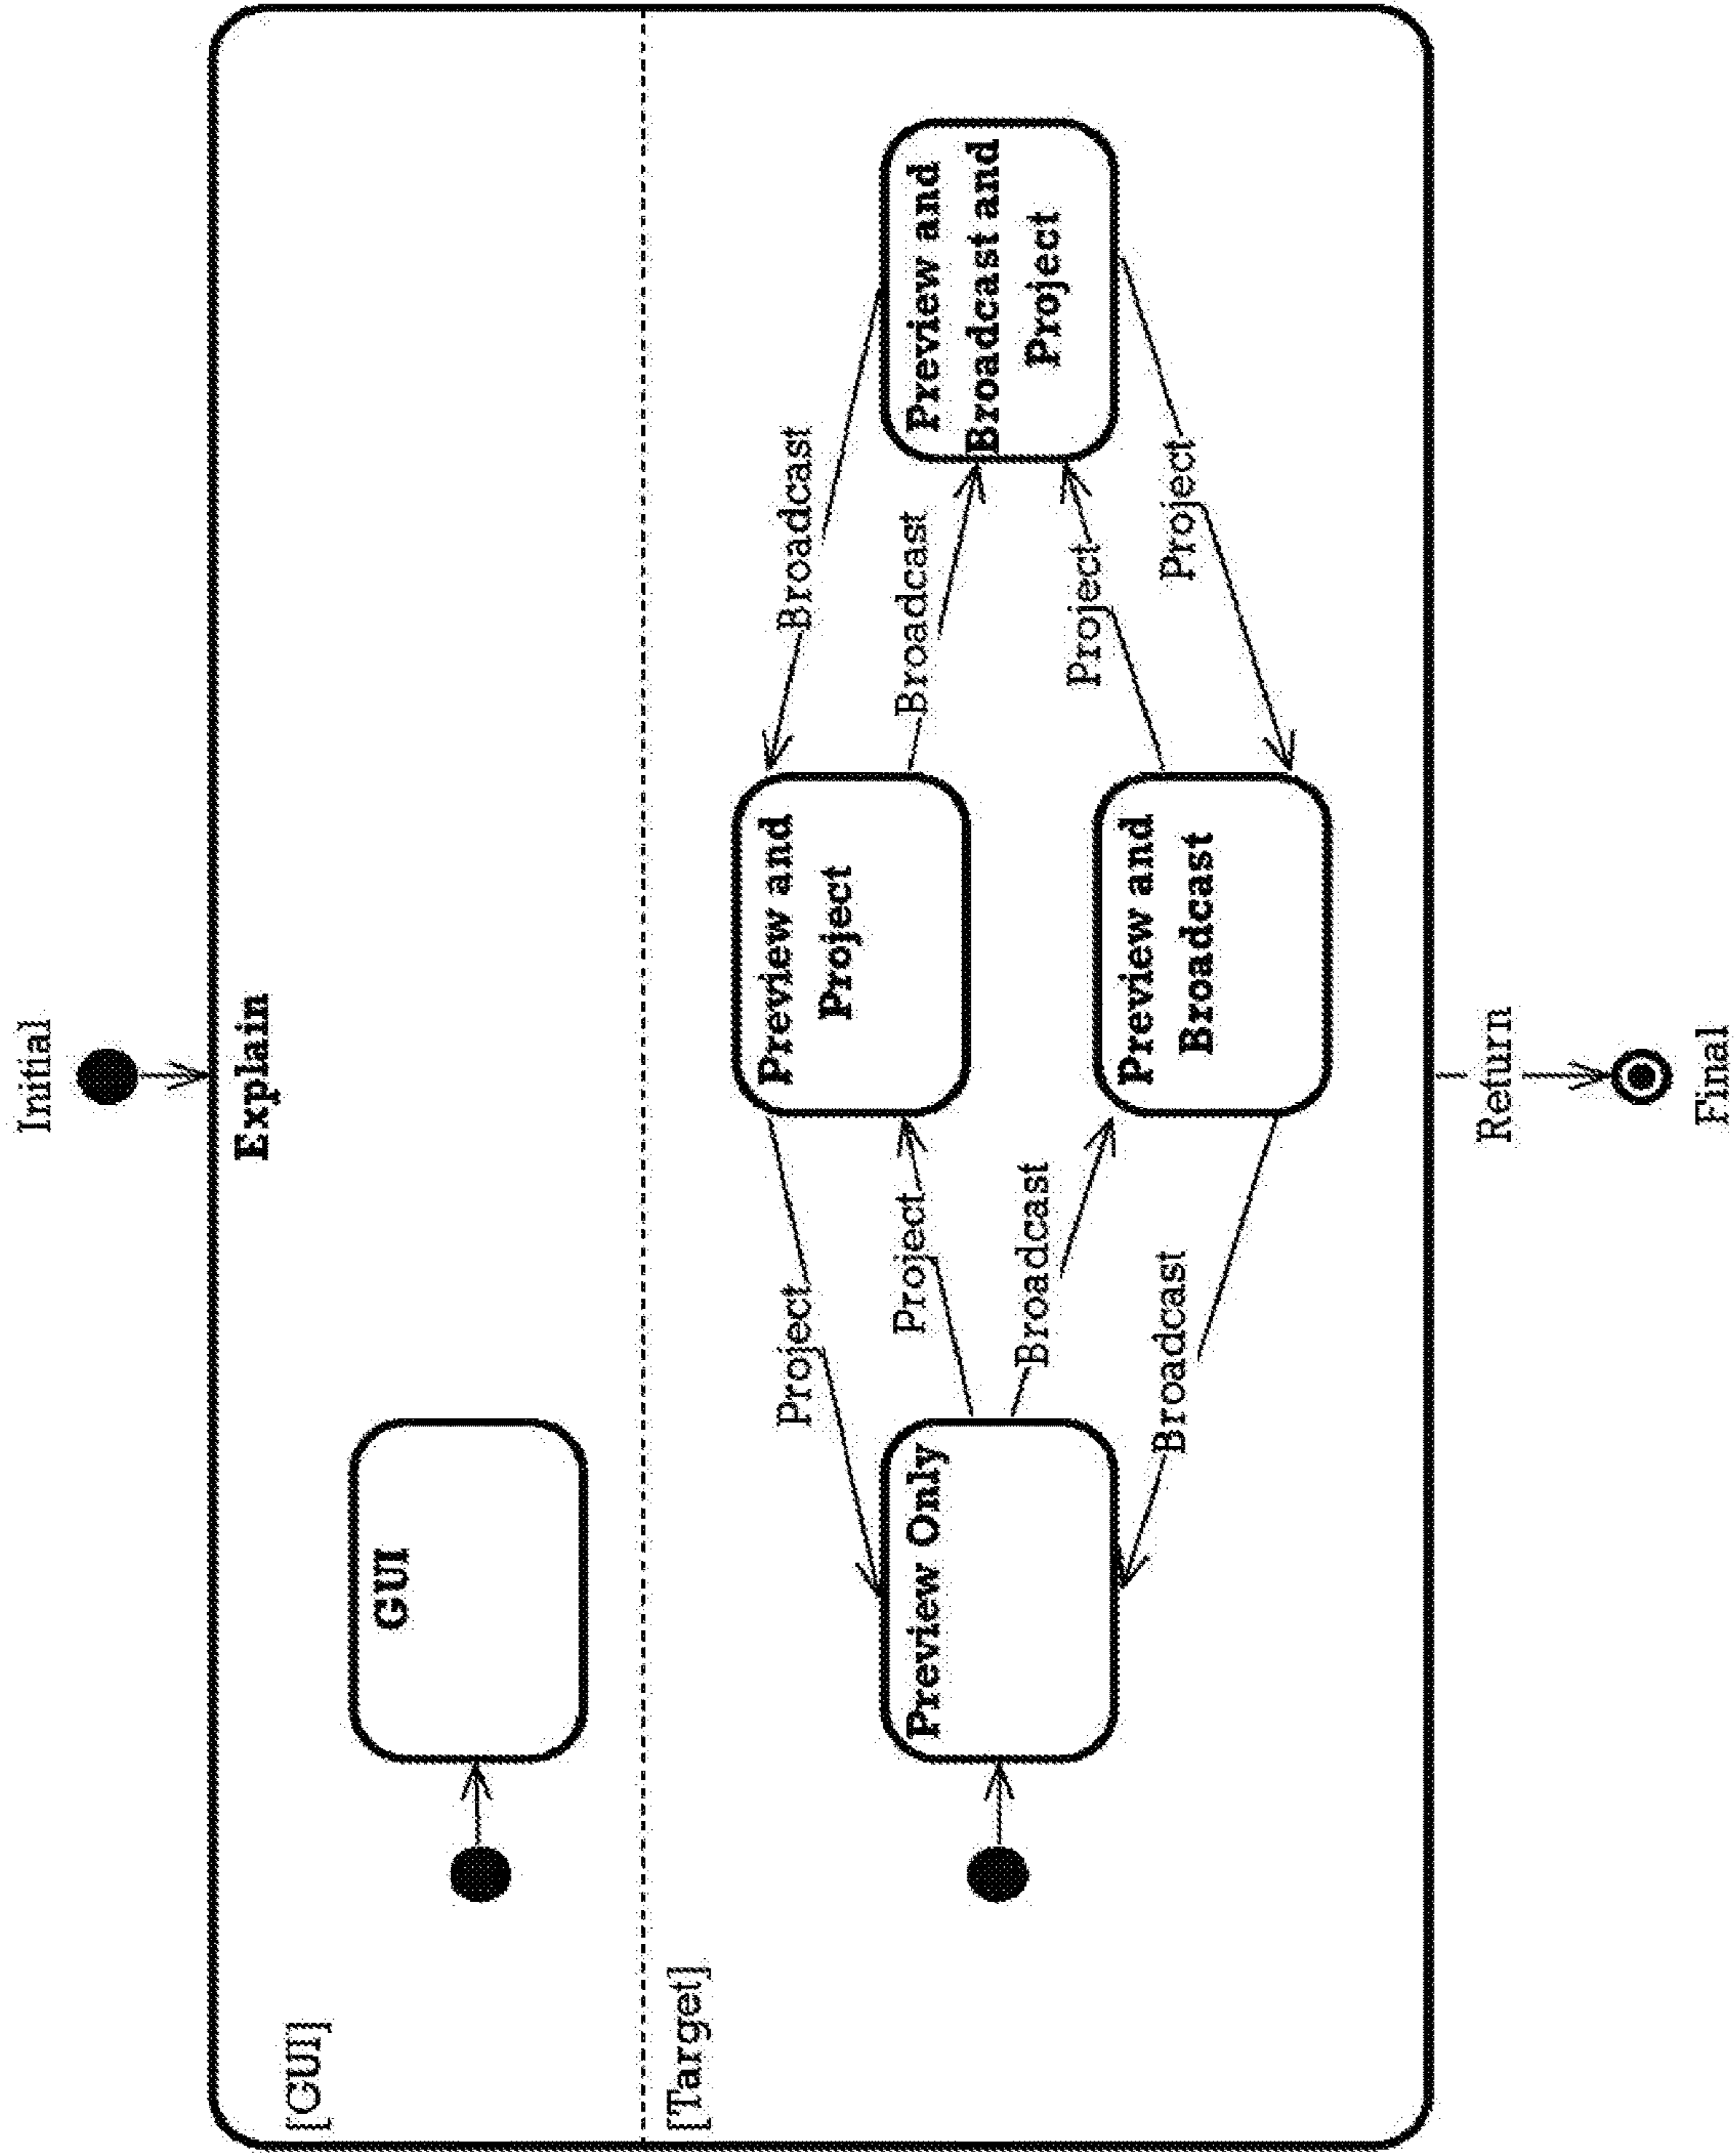 Initial
Explain
[GUI]
GUI
[Target]
Preview and
Project
Project
Broadcast
Project
Broadcast
Preview Only
Preview and
Broadcast and
Project
Broadcast
Project
Preview and
Broadcast
Broadcast
Project
Return
Final